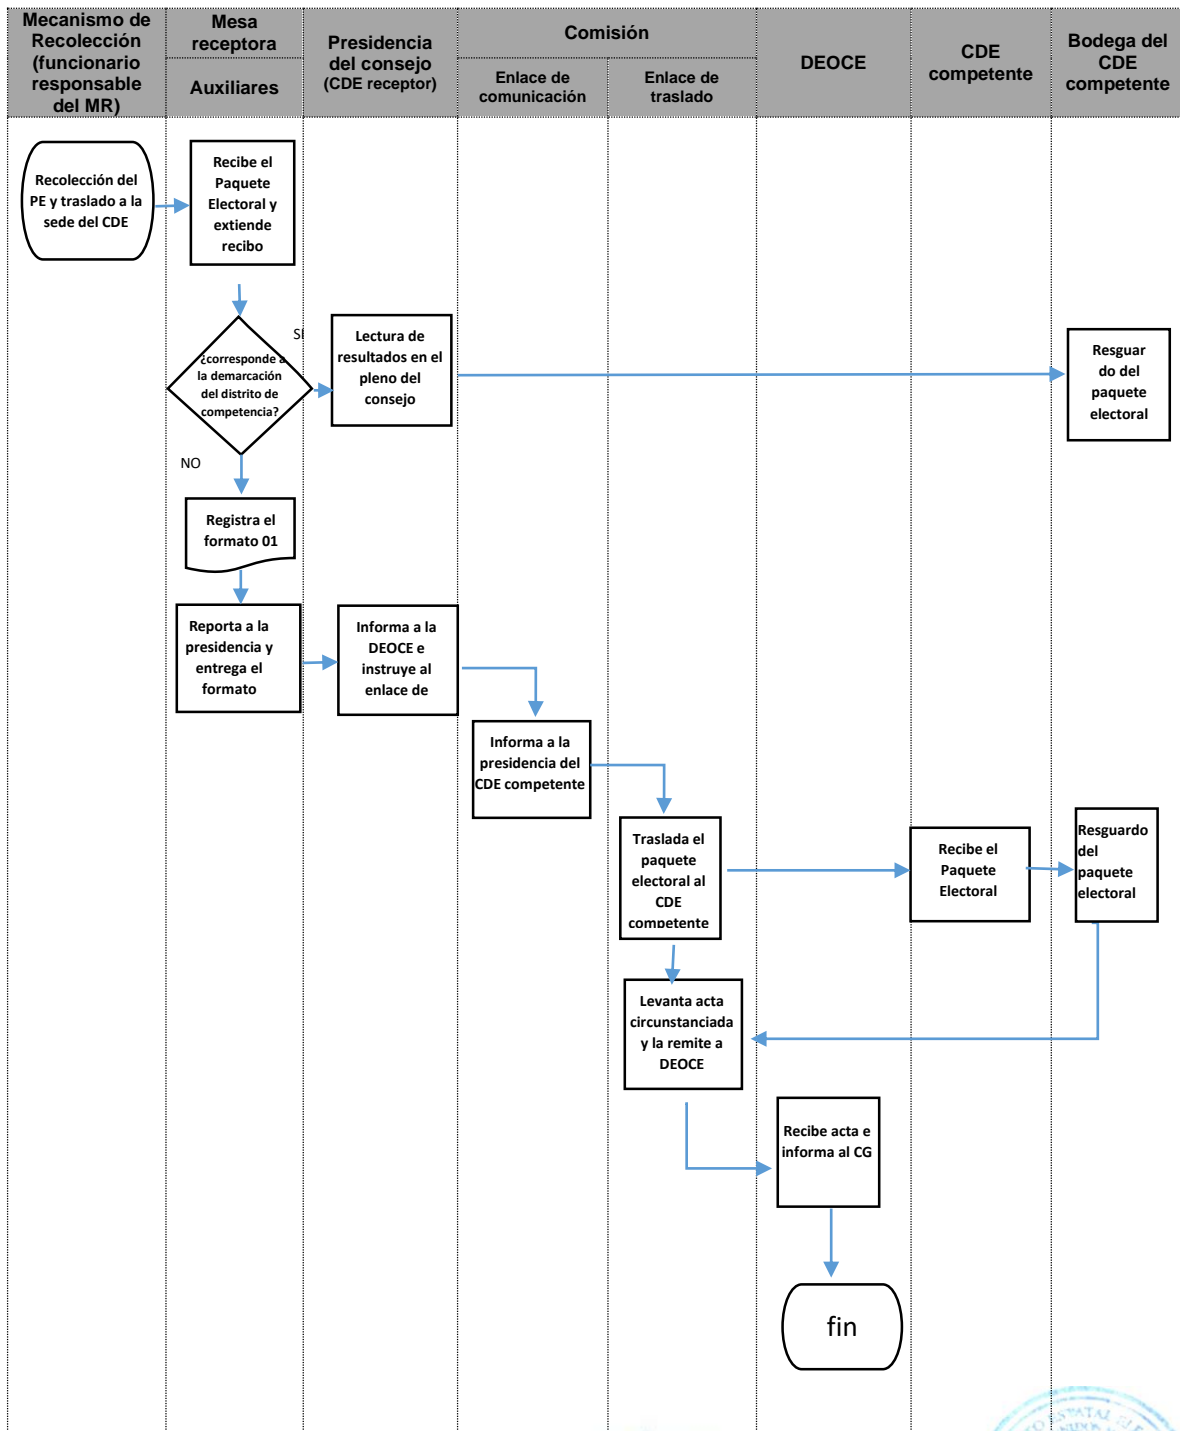 Mecanismo de
Recolección
(funcionario
responsable
del MR)
Mesa
receptora
Auxiliares
Presidencia
del consejo
(CDE receptor)
Comisión
Enlace de
comunicación
Enlace de
traslado
DEOCE
CDE
competente
Bodega del
CDE
competente
Recolección del
PE y traslado a la
sede del CDE
Recibe el
Paquete
Electoral y
extiende
recibo
¿corresponde a
la demarcación
del distrito de
competencia?
SI
Lectura de
resultados en el
pleno del
consejo
Resguar
do del
paquete
electoral
NO
Registra el
formato 01
Reporta a la
presidencia y
entrega el
formato
Informa a la
DEOCE e
instruye al
enlace de
Informa a la
presidencia del
CDE competente
Traslada el
paquete
electoral al
CDE
competente
Recibe el
Paquete
Electoral
Resguardo
del
paquete
electoral
Levanta acta
circunstanciada
y la remite a
DEOCE
Recibe acta e
informa al CG
fin
ESTATAL